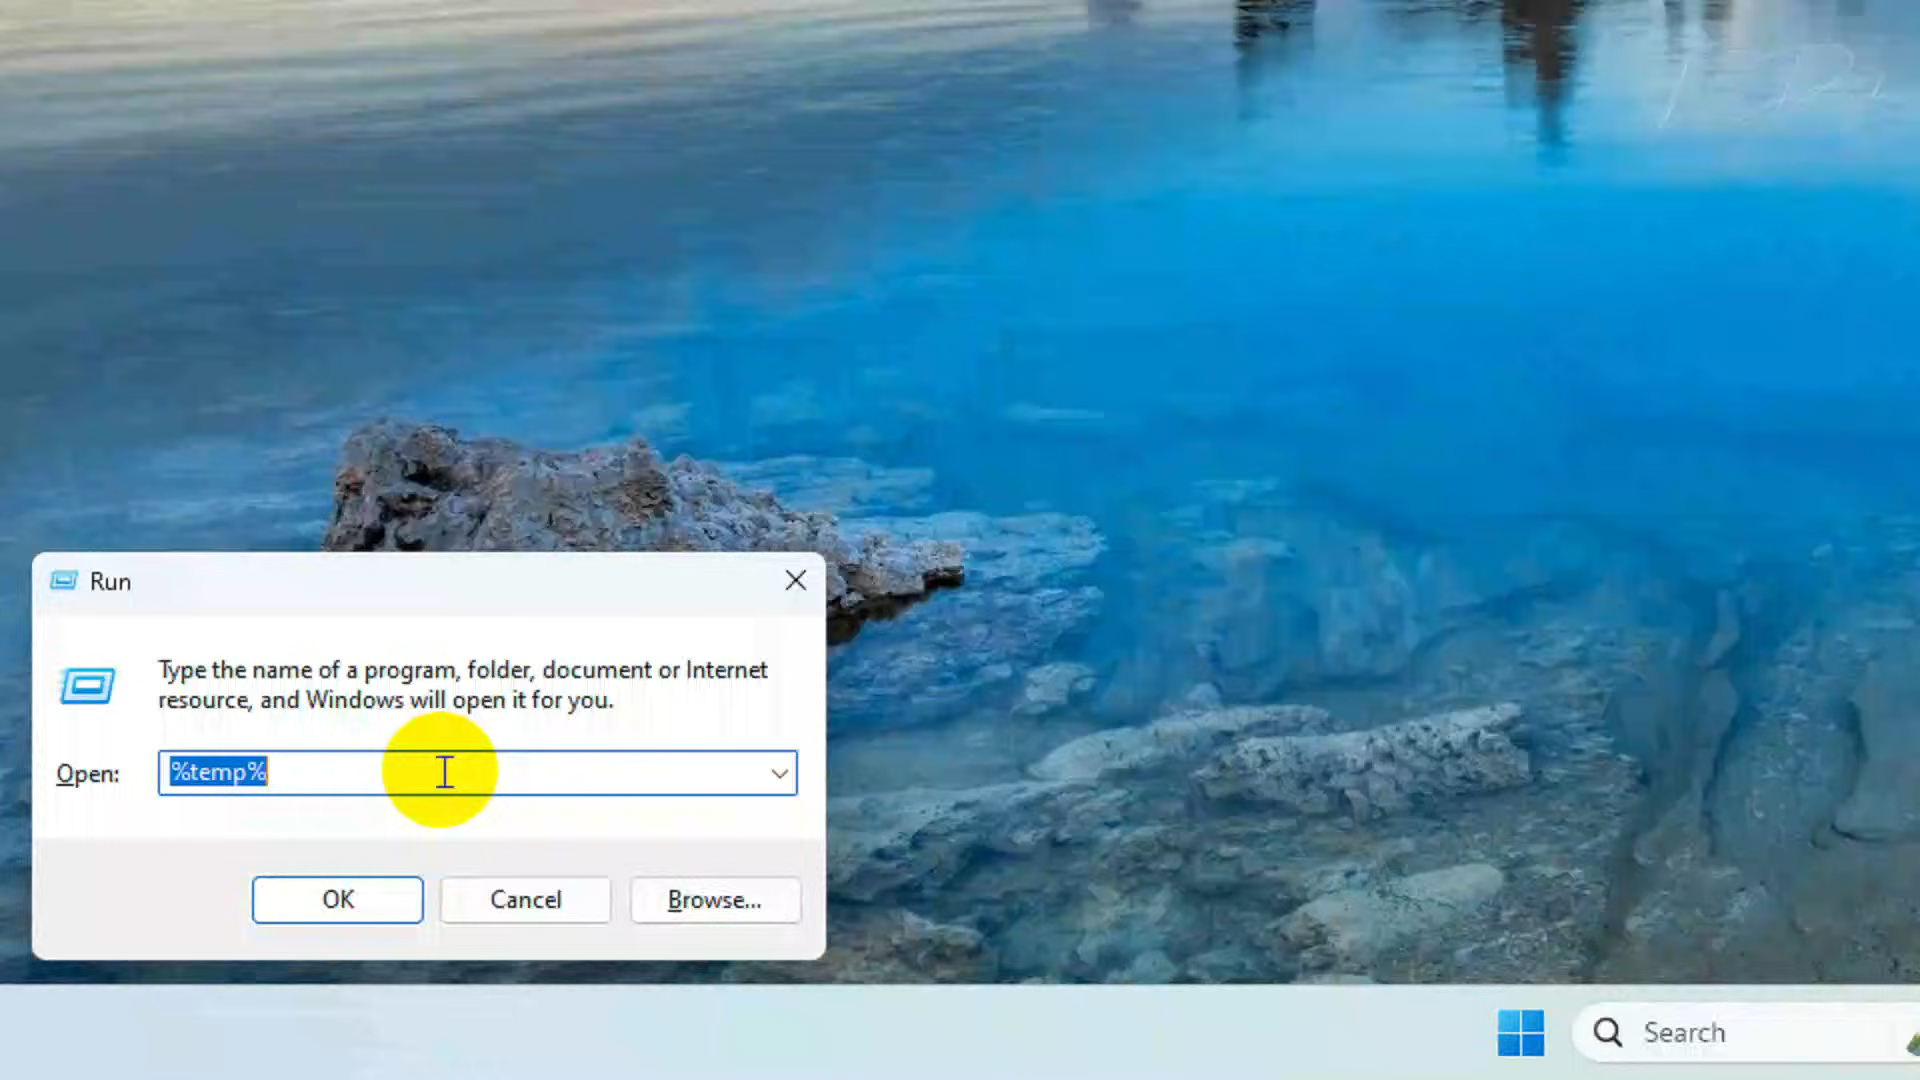 Run
Type the name of a program, folder, document or Internet
resource, and Windows will open it for you.
Open:
%temp%
OK
Cancel
Browse...
Search